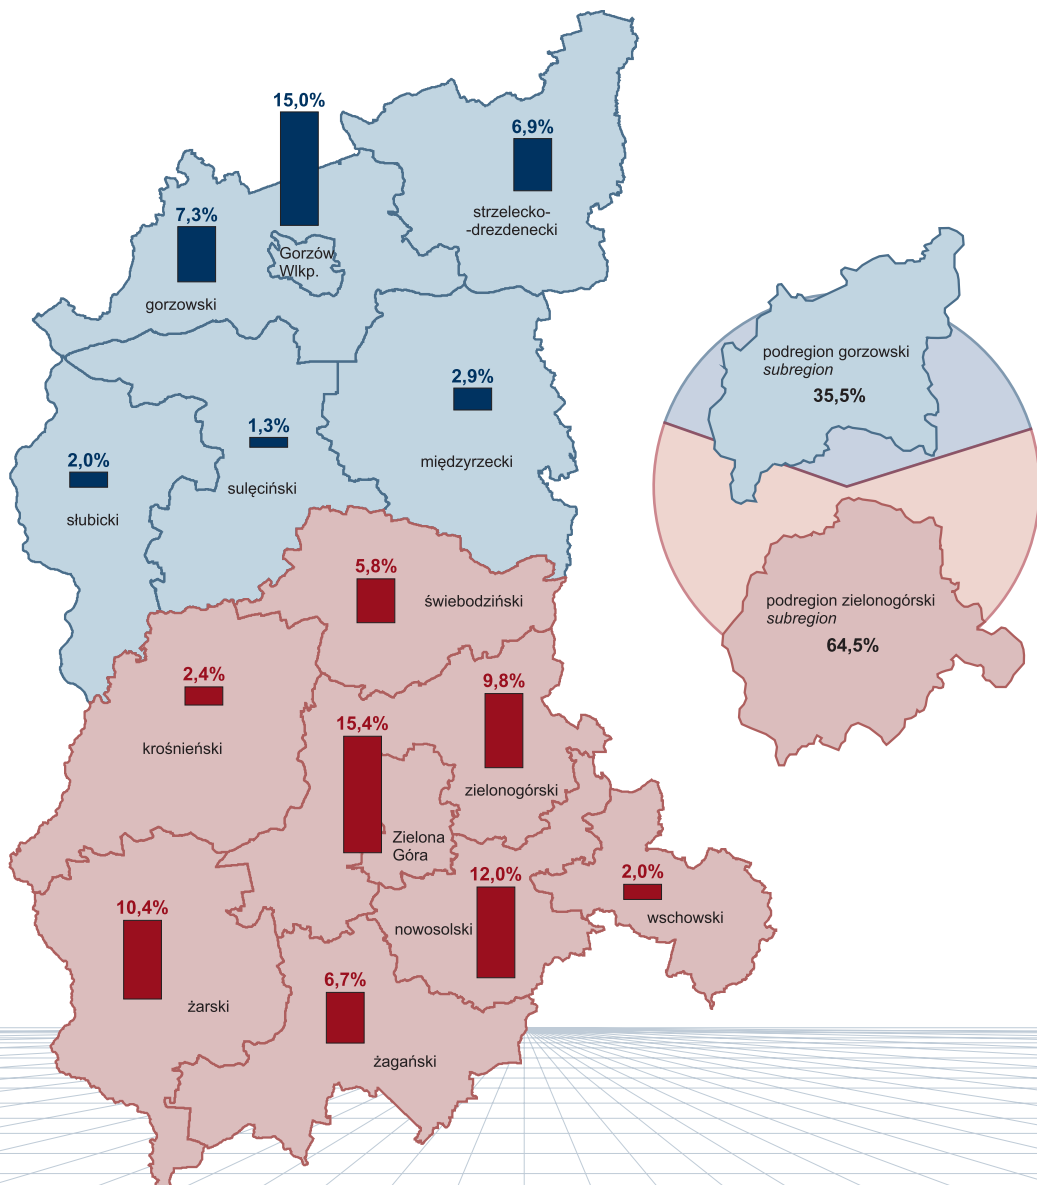 15,0%
6,9%
strzelecko-
-drezdenecki
7,3%
Gorzów
Wlkp.
gorzowski
podregion gorzowski
subregion
35,5%
2,9%
międzyrzecki
1,3%
sulęciński
2,0%
słubicki
5,8%
świebodziński
podregion zielonogórski
subregion
64,5%
2,4%
krośnieński
9,8%
zielonogórski
15,4%
Zielona
Góra
12,0%
nowosolski
2,0%
wschowski
10,4%
żarski
6,7%
żagański